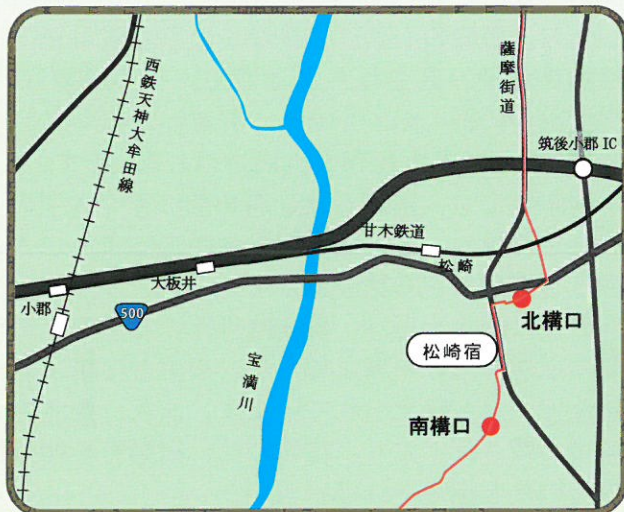 西鉄天神大牟田線
薩摩街道
筑後小郡 IC
甘木鉄道
松崎
大板井
小郡
500
北構口
松崎宿
宝満川
南構口